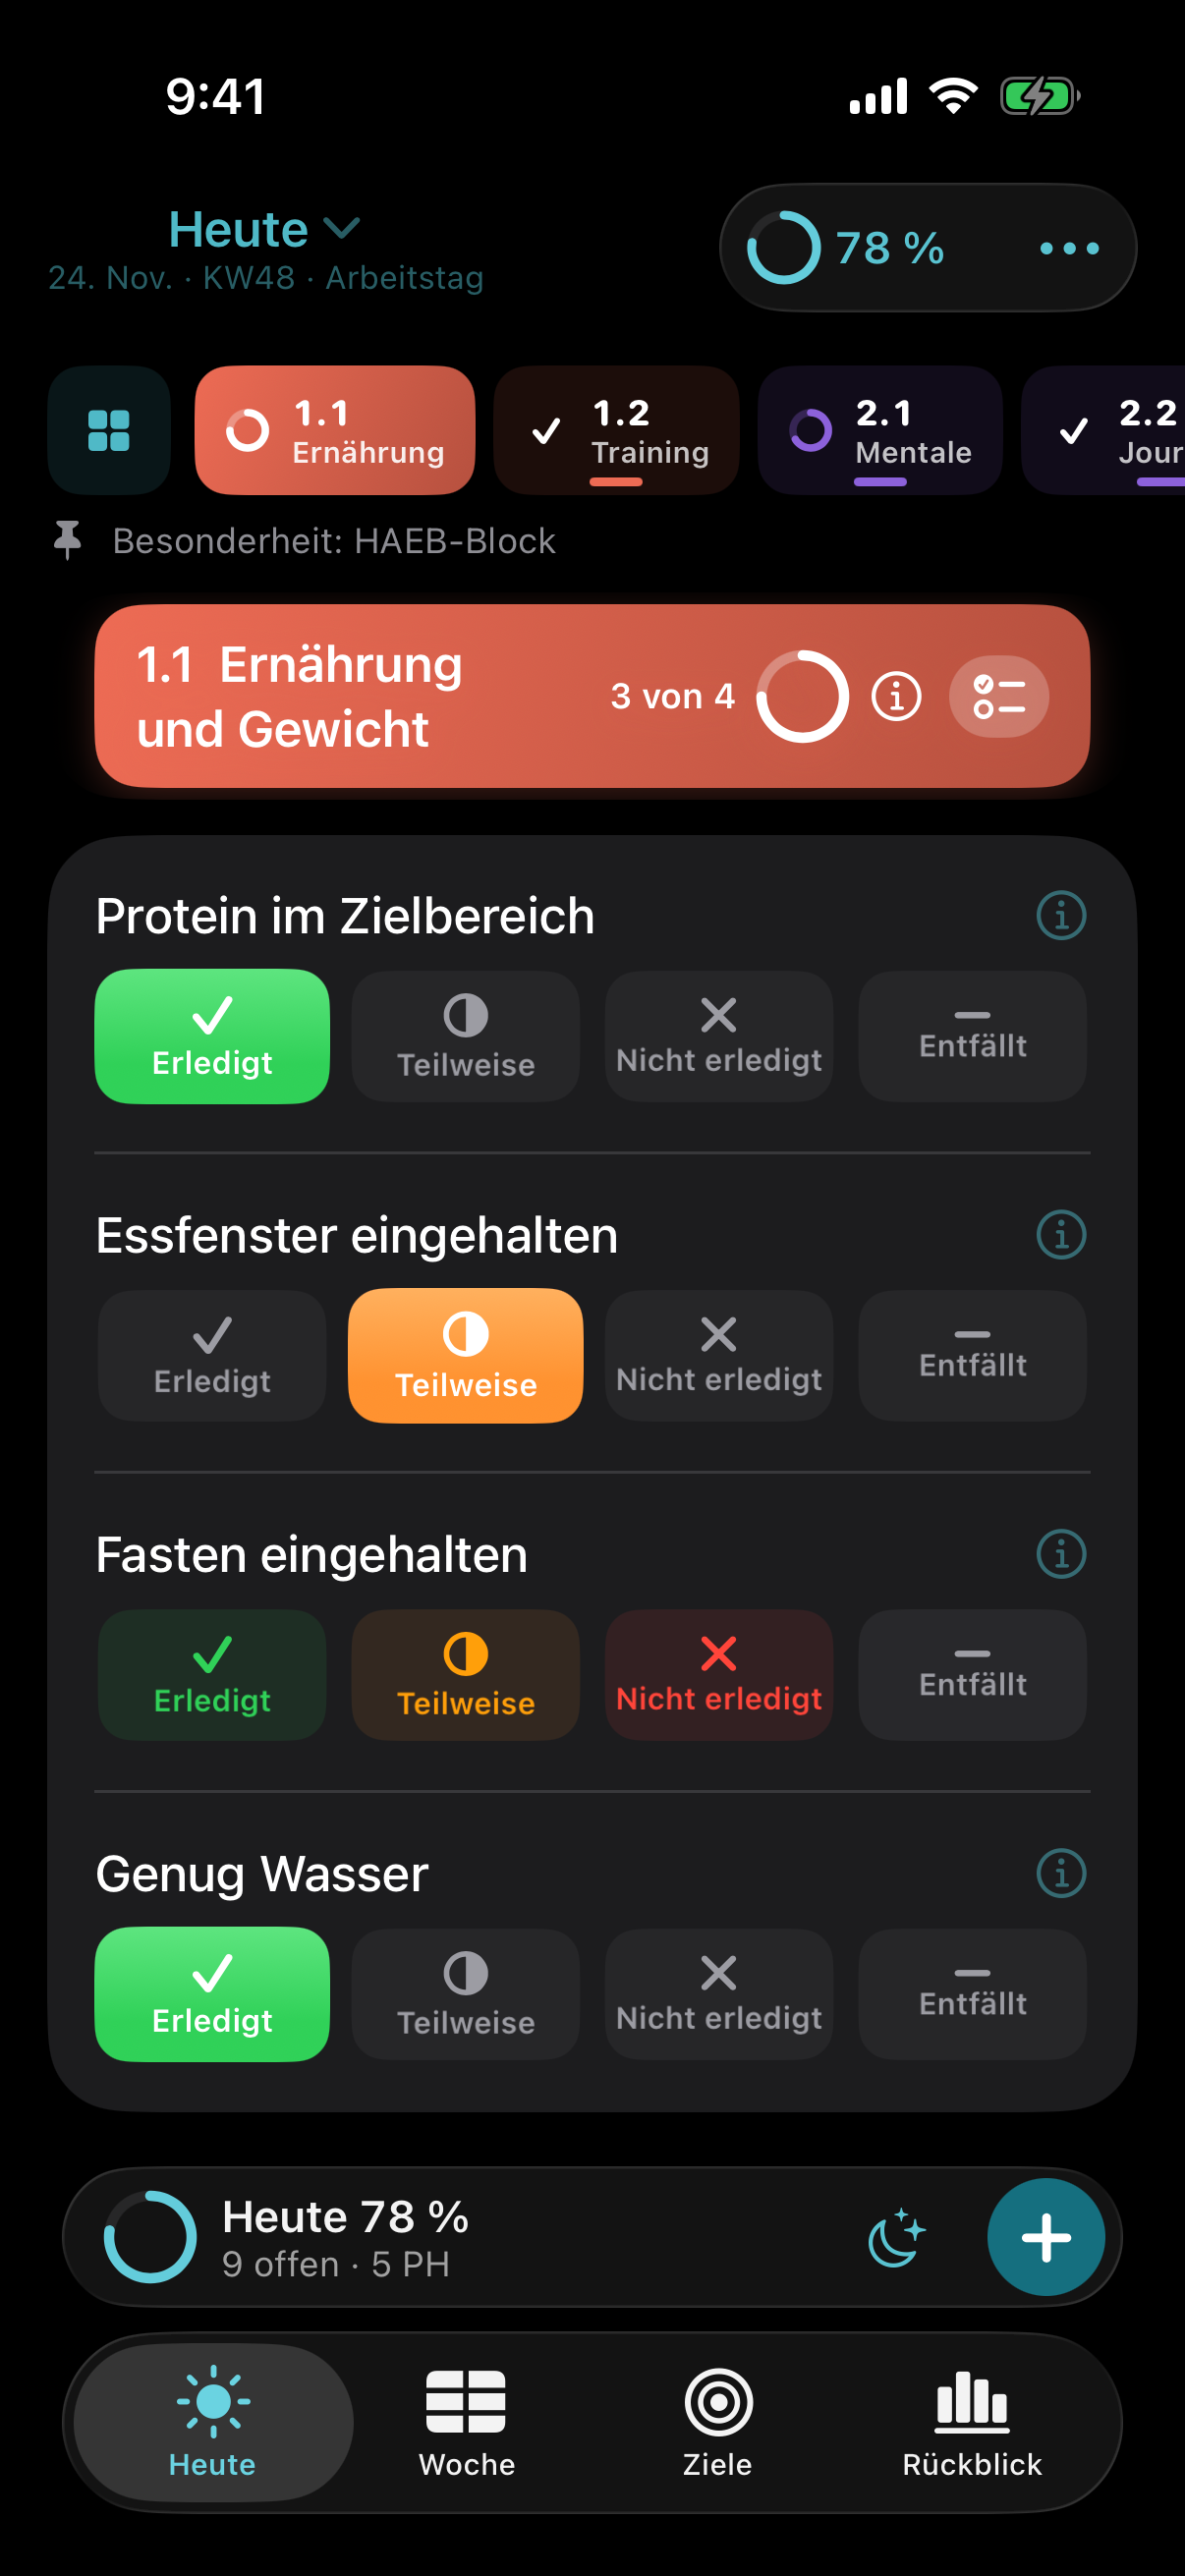 9:41
Heute
24. Nov. · KW48 · Arbeitstag
78 %
1.1
Ernährung
1.2
Training
2.1
Mentale
2.2
Jour
Besonderheit: HAEB-Block
1.1 Ernährung
und Gewicht
3 von 4
Protein im Zielbereich
Erledigt
Teilweise
Nicht erledigt
Entfällt
Essfenster eingehalten
Erledigt
Teilweise
Nicht erledigt
Entfällt
Fasten eingehalten
Erledigt
Teilweise
Nicht erledigt
Entfällt
Genug Wasser
Erledigt
Teilweise
Nicht erledigt
Entfällt
Heute 78 %
9 offen · 5 PH
Heute
Woche
Ziele
Rückblick